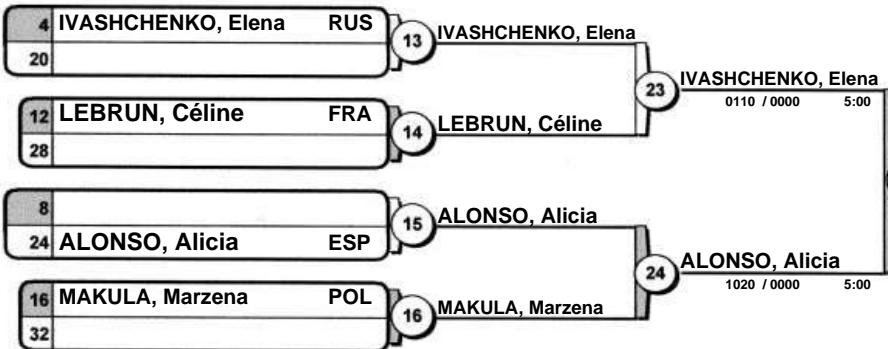 4 IVASHCHENKO, Elena RUS
20
13
IVASHCHENKO, Elena
12 LEBRUN, Céline FRA
28
14
LEBRUN, Céline
23
IVASHCHENKO, Elena
0110 / 0000 5:00
8
24 ALONSO, Alicia ESP
15
ALONSO, Alicia
16 MAKULA, Marzena POL
32
16
MAKULA, Marzena
24
ALONSO, Alicia
1020 / 0000 5:00